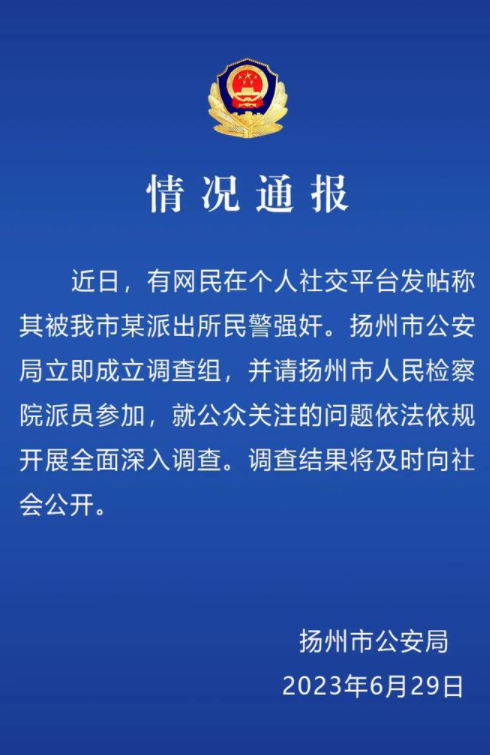 情况通报
近日，有网民在个人社交平台发帖称
其被我市某派出所民警强奸。扬州市公安
局立即成立调查组，并请扬州市人民检察
院派员参加，就公众关注的问题依法依规
开展全面深入调查。调查结果将及时向社
会公开。
扬州市公安局
2023年6月29日